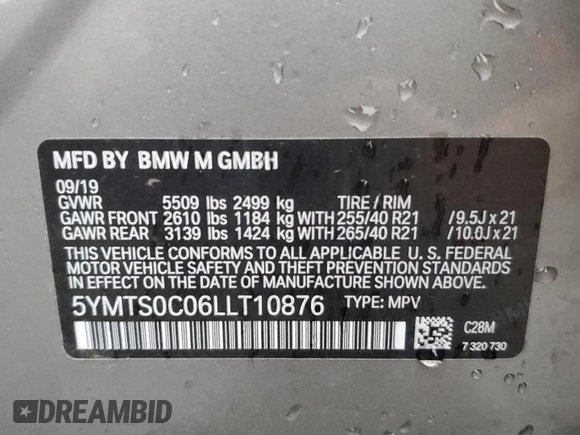 MFD BY BMW M GMBH
09/19
GVWR 5509 lbs 2499 kg TIRE / RIM
GAWR FRONT 2610 lbs 1184 kg WITH 255/40 R21 /9.5J x 21
GAWR REAR 3139 lbs 1424 kg WITH 265/40 R21 /10.0J x 21
THIS VEHICLE CONFORMS TO ALL APPLICABLE U. S. FEDERAL
MOTOR VEHICLE SAFETY AND THEFT PREVENTION STANDARDS
IN EFFECT ON THE DATE OF MANUFACTURE SHOWN ABOVE.
5YMTS0C06LLT10876 TYPE: MPV
C28M
7 320 730
DREAMBID